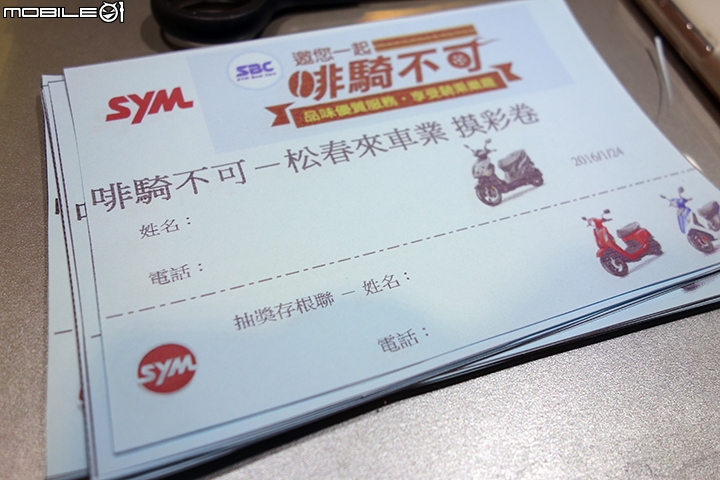 MOBILE01
SYM
SBC
邀您一起
啡騎不可
品味優質服務・享受騎乘樂趣
啡騎不可－松春來車業 摸彩卷
2016/1/24
姓名：
電話：
抽獎存根聯 － 姓名：
電話：
SYM